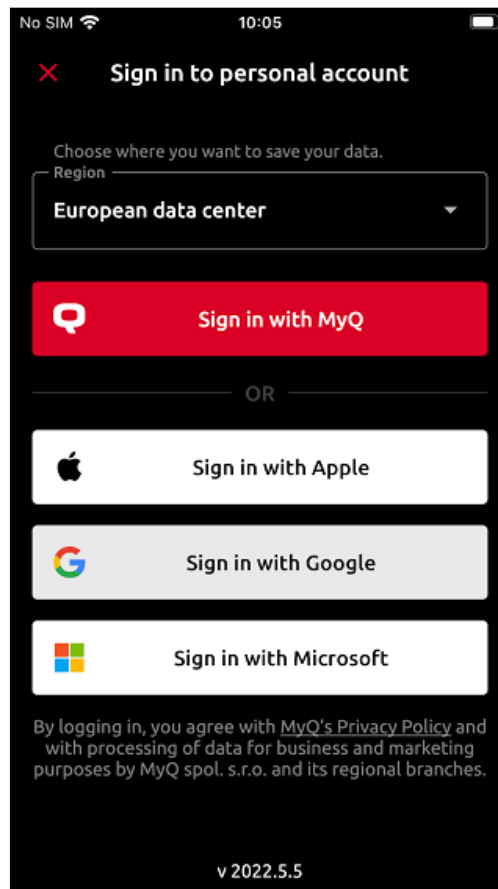 No SIM 10:05
Sign in to personal account
Choose where you want to save your data.
Region
European data center
Sign in with MyQ
OR
Sign in with Apple
Sign in with Google
Sign in with Microsoft
By logging in, you agree with MyQ's Privacy Policy and
with processing of data for business and marketing
purposes by MyQ spol. s.r.o. and its regional branches.
v 2022.5.5